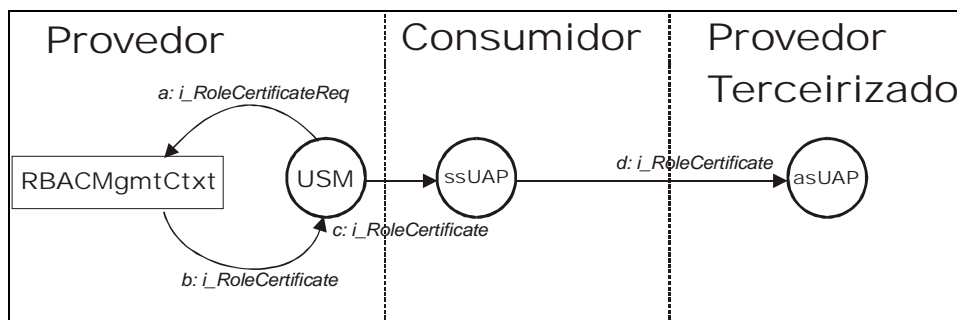 Provedor
Consumidor
Provedor
Terceirizado
a: i_RoleCertificateReq
RBACMgmtCtxt
USM
ssUAP
d: i_RoleCertificate
asUAP
c: i_RoleCertificate
b: i_RoleCertificate